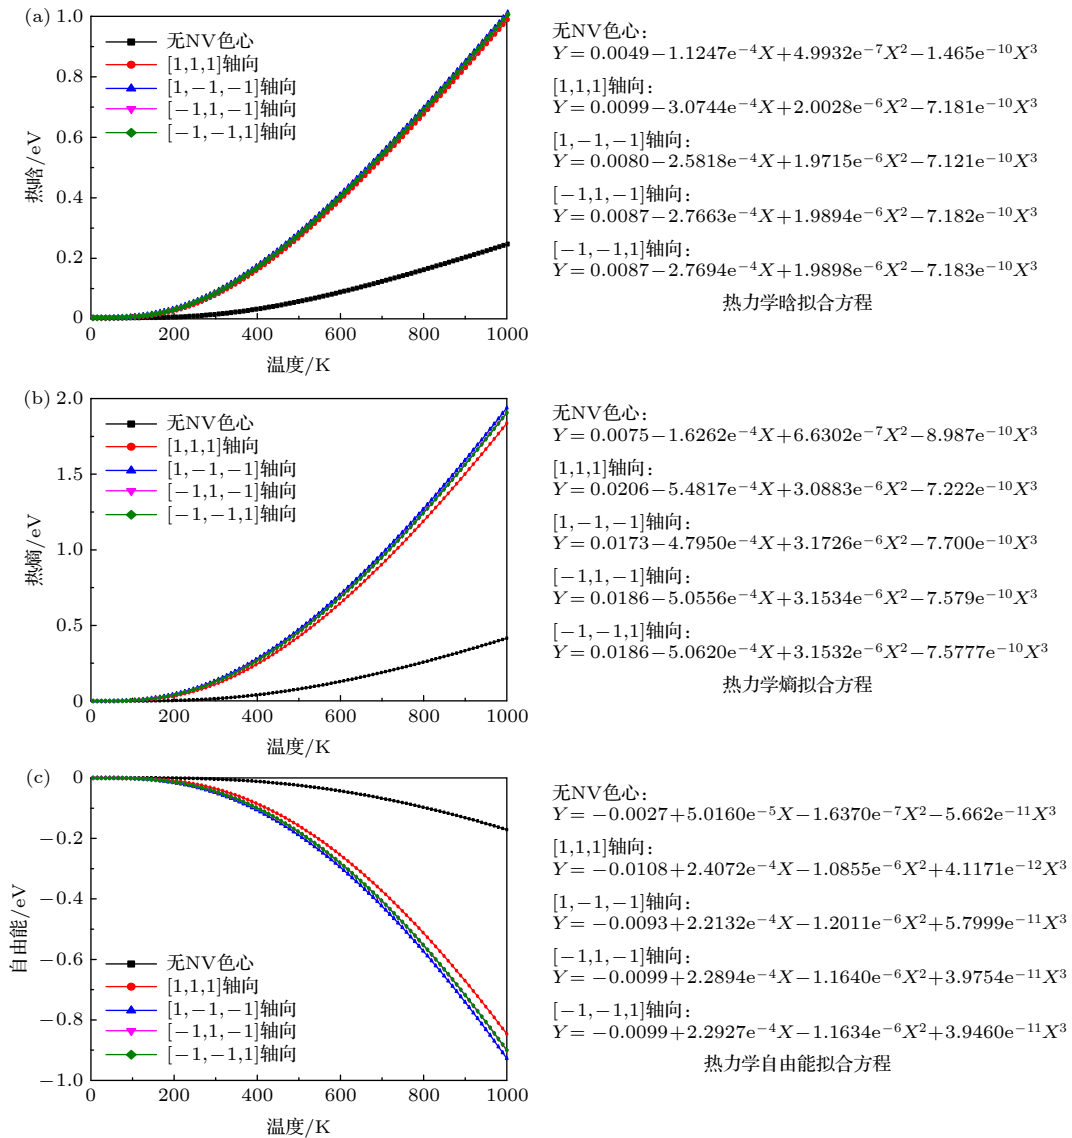 (a)
1.0
0.8
0.6
0.4
0.2
0
热晗/eV
无NV色心
[1,1,1]轴向
[1,−1,−1]轴向
[−1,1,−1]轴向
[−1,−1,1]轴向
0 200 400 600 800 1000
温度/K
无NV色心:
Y = 0.0049−1.1247e⁻⁴X+4.9932e⁻⁷X²−1.465e⁻¹⁰X³
[1,1,1]轴向:
Y = 0.0099−3.0744e⁻⁴X+2.0028e⁻⁶X²−7.181e⁻¹⁰X³
[1,−1,−1]轴向:
Y = 0.0080−2.5818e⁻⁴X+1.9715e⁻⁶X²−7.121e⁻¹⁰X³
[−1,1,−1]轴向:
Y = 0.0087−2.7663e⁻⁴X+1.9894e⁻⁶X²−7.182e⁻¹⁰X³
[−1,−1,1]轴向:
Y = 0.0087−2.7694e⁻⁴X+1.9898e⁻⁶X²−7.183e⁻¹⁰X³
热力学晗拟合方程
(b)
2.0
1.5
1.0
0.5
0
热熵/eV
无NV色心
[1,1,1]轴向
[1,−1,−1]轴向
[−1,1,−1]轴向
[−1,−1,1]轴向
0 200 400 600 800 1000
温度/K
无NV色心:
Y = 0.0075−1.6262e⁻⁴X+6.6302e⁻⁷X²−8.987e⁻¹⁰X³
[1,1,1]轴向:
Y = 0.0206−5.4817e⁻⁴X+3.0883e⁻⁶X²−7.222e⁻¹⁰X³
[1,−1,−1]轴向:
Y = 0.0173−4.7950e⁻⁴X+3.1726e⁻⁶X²−7.700e⁻¹⁰X³
[−1,1,−1]轴向:
Y = 0.0186−5.0556e⁻⁴X+3.1534e⁻⁶X²−7.579e⁻¹⁰X³
[−1,−1,1]轴向:
Y = 0.0186−5.0620e⁻⁴X+3.1532e⁻⁶X²−7.5777e⁻¹⁰X³
热力学熵拟合方程
(c)
0
−0.2
−0.4
−0.6
−0.8
−1.0
自由能/eV
无NV色心
[1,1,1]轴向
[1,−1,−1]轴向
[−1,1,−1]轴向
[−1,−1,1]轴向
0 200 400 600 800 1000
温度/K
无NV色心:
Y = −0.0027+5.0160e⁻⁵X−1.6370e⁻⁷X²−5.662e⁻¹¹X³
[1,1,1]轴向:
Y = −0.0108+2.4072e⁻⁴X−1.0855e⁻⁶X²+4.1171e⁻¹²X³
[1,−1,−1]轴向:
Y = −0.0093+2.2132e⁻⁴X−1.2011e⁻⁶X²+5.7999e⁻¹¹X³
[−1,1,−1]轴向:
Y = −0.0099+2.2894e⁻⁴X−1.1640e⁻⁶X²+3.9754e⁻¹¹X³
[−1,−1,1]轴向:
Y = −0.0099+2.2927e⁻⁴X−1.1634e⁻⁶X²+3.9460e⁻¹¹X³
热力学自由能拟合方程